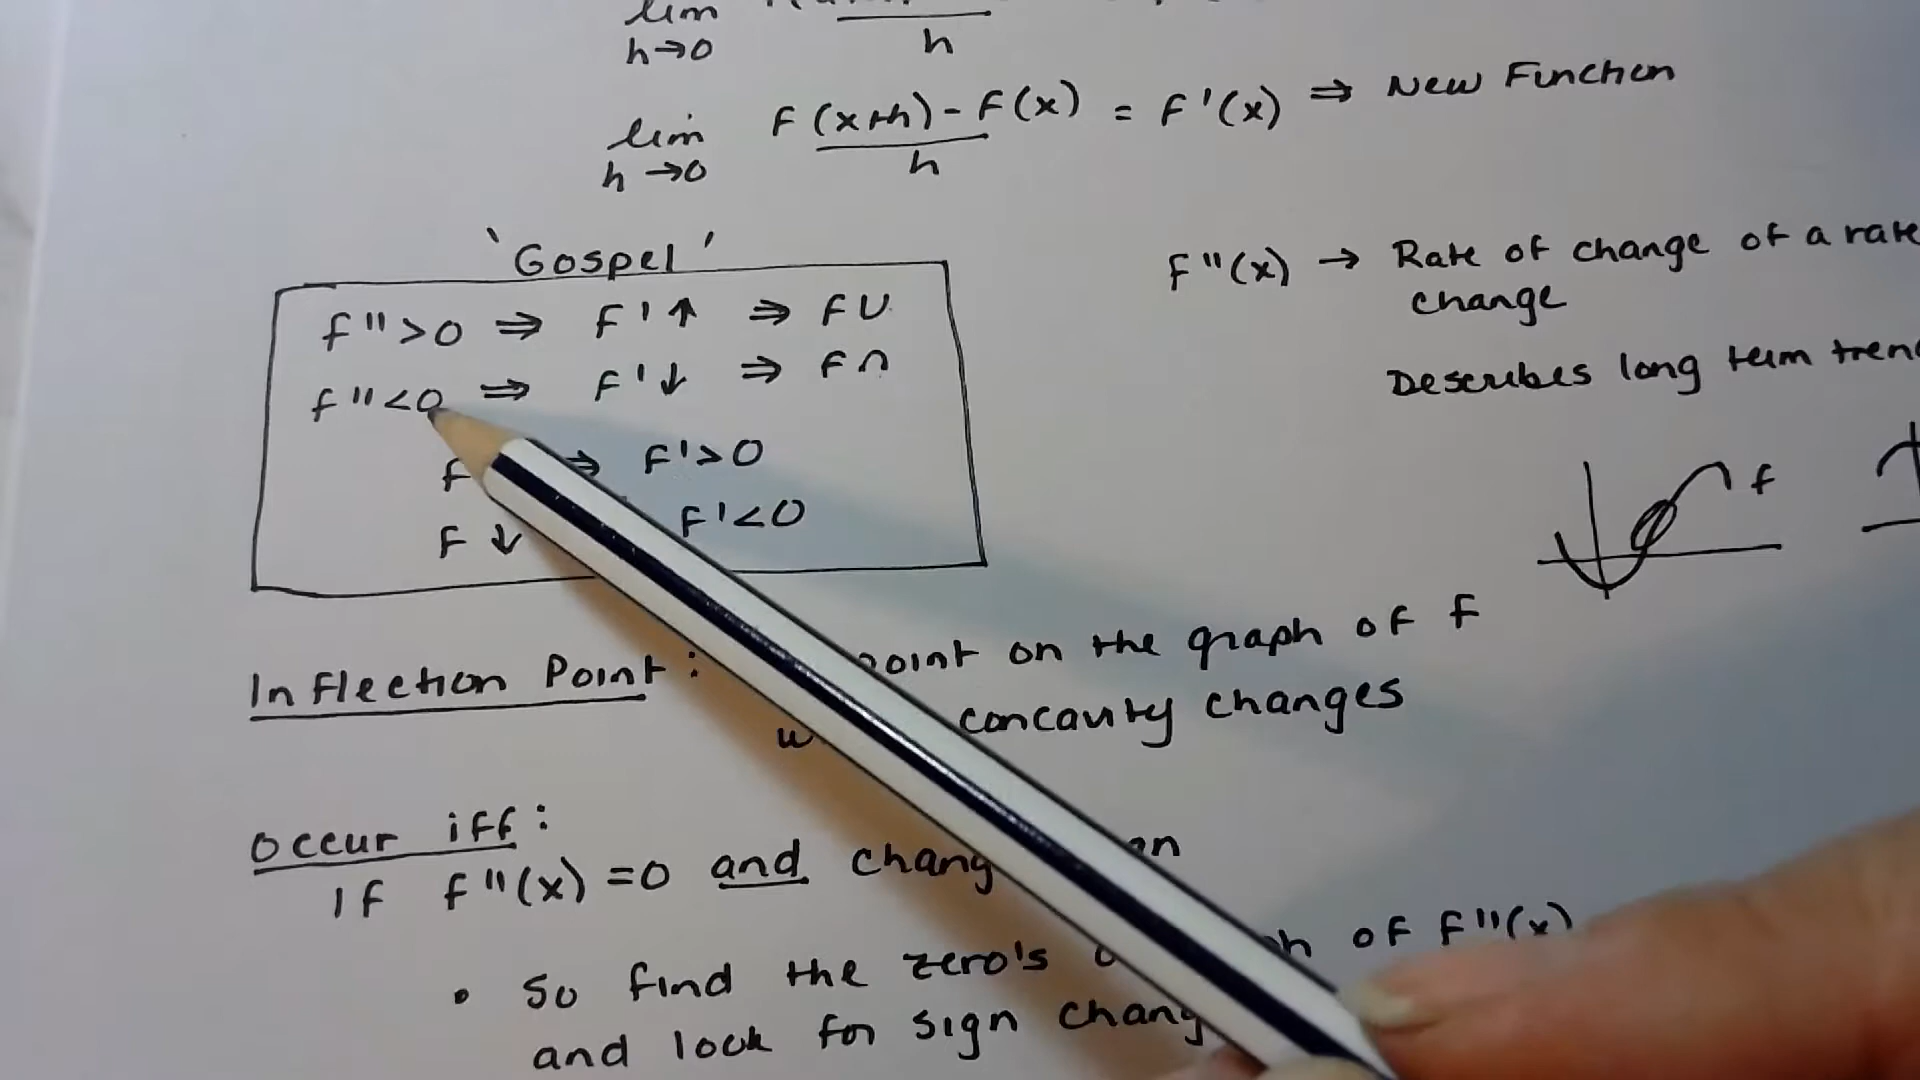 lim
h→0 h
lim F(x+h)-F(x) = F'(x) ⇒ New Function
h→0 h
'Gospel'
f''>0 ⇒ F'↑ ⇒ F∪
f''<0 ⇒ F'↓ ⇒ F∩
F ⇒ F'>0
F↓ F'<0
F''(x) → Rate of change of a rate
change
Describes long term
f
Inflection Point: point on the graph of F
concavity changes
Occur iff:
If f''(x)=0 and
• So find the zero's of F''(x)
and look for sign